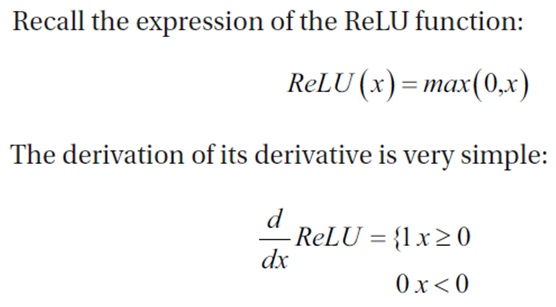 Recall the expression of the ReLU function:
ReLU(x) = max(0,x)
The derivation of its derivative is very simple:
d/dx ReLU = {1 x ≥ 0
0 x < 0